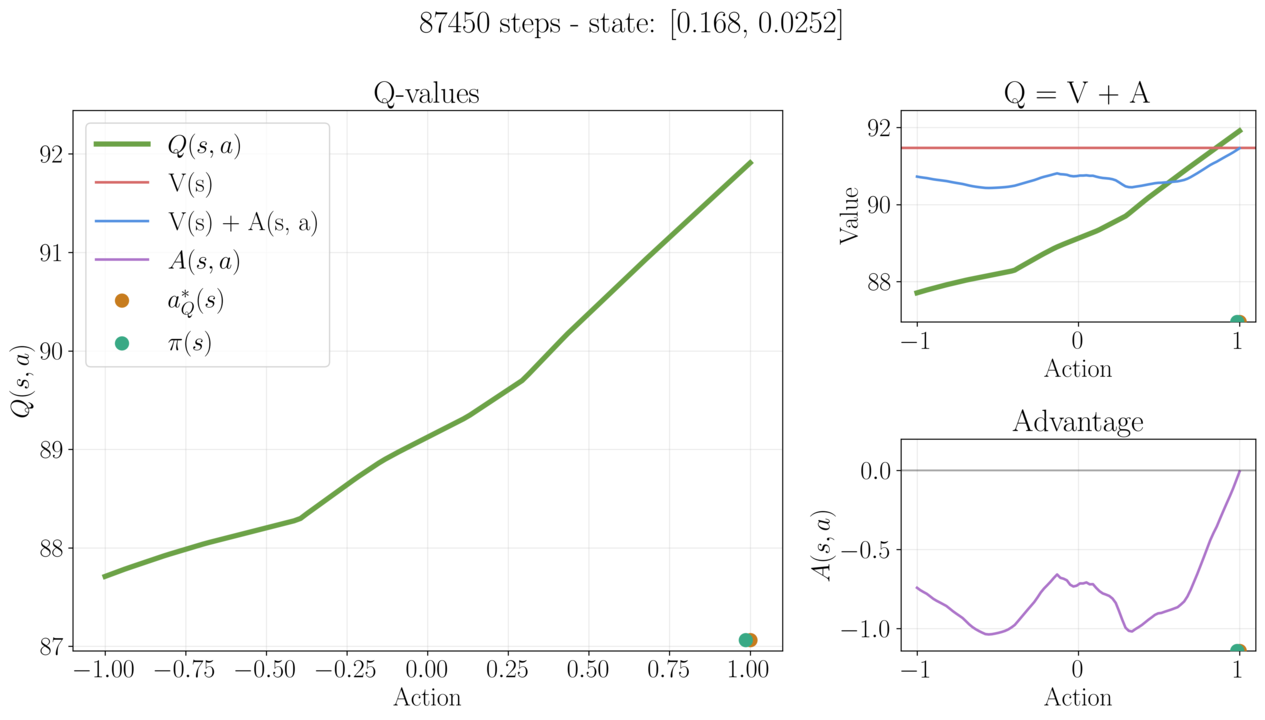 87450 steps - state: [0.168, 0.0252]
Q-values
Q(s, a)
V(s)
V(s) + A(s, a)
A(s, a)
a*Q(s)
π(s)
92
91
90
89
88
87
Q(s, a)
−1.00 −0.75 −0.50 −0.25 0.00 0.25 0.50 0.75 1.00
Action
Q = V + A
92
90
88
Value
−1 0 1
Action
Advantage
0.0
−0.5
−1.0
A(s, a)
−1 0 1
Action